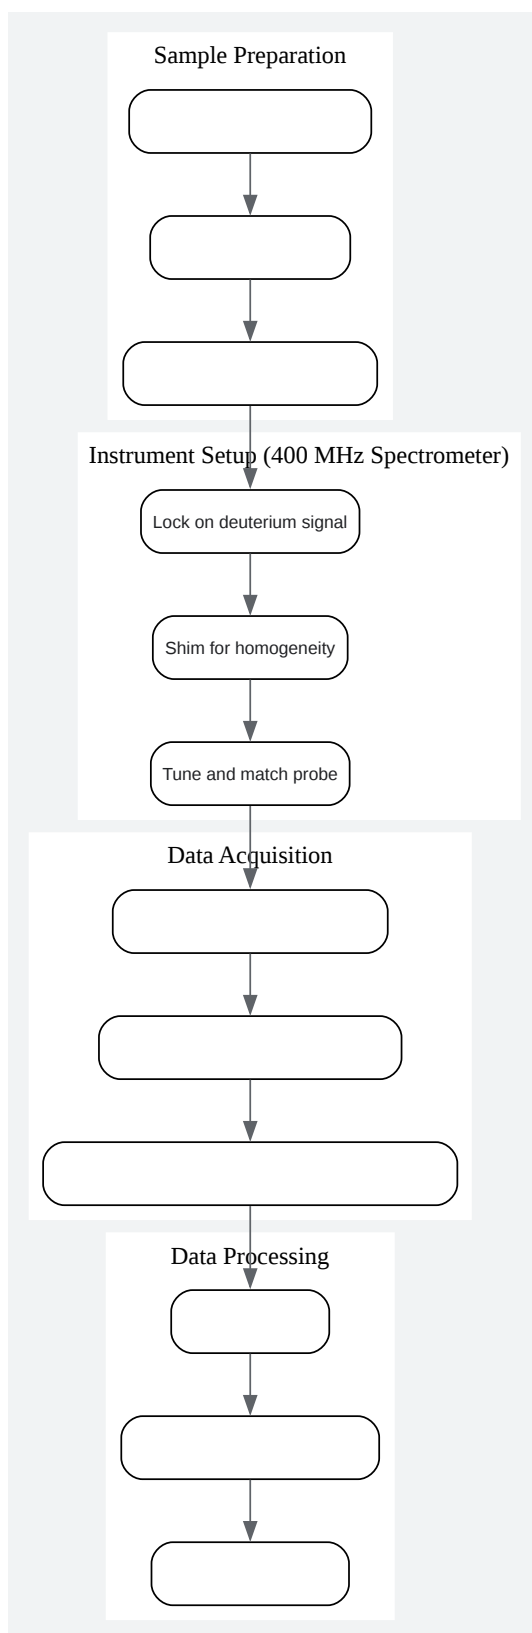 Sample Preparation
Instrument Setup (400 MHz Spectrometer)
Lock on deuterium signal
Shim for homogeneity
Tune and match probe
Data Acquisition
Data Processing